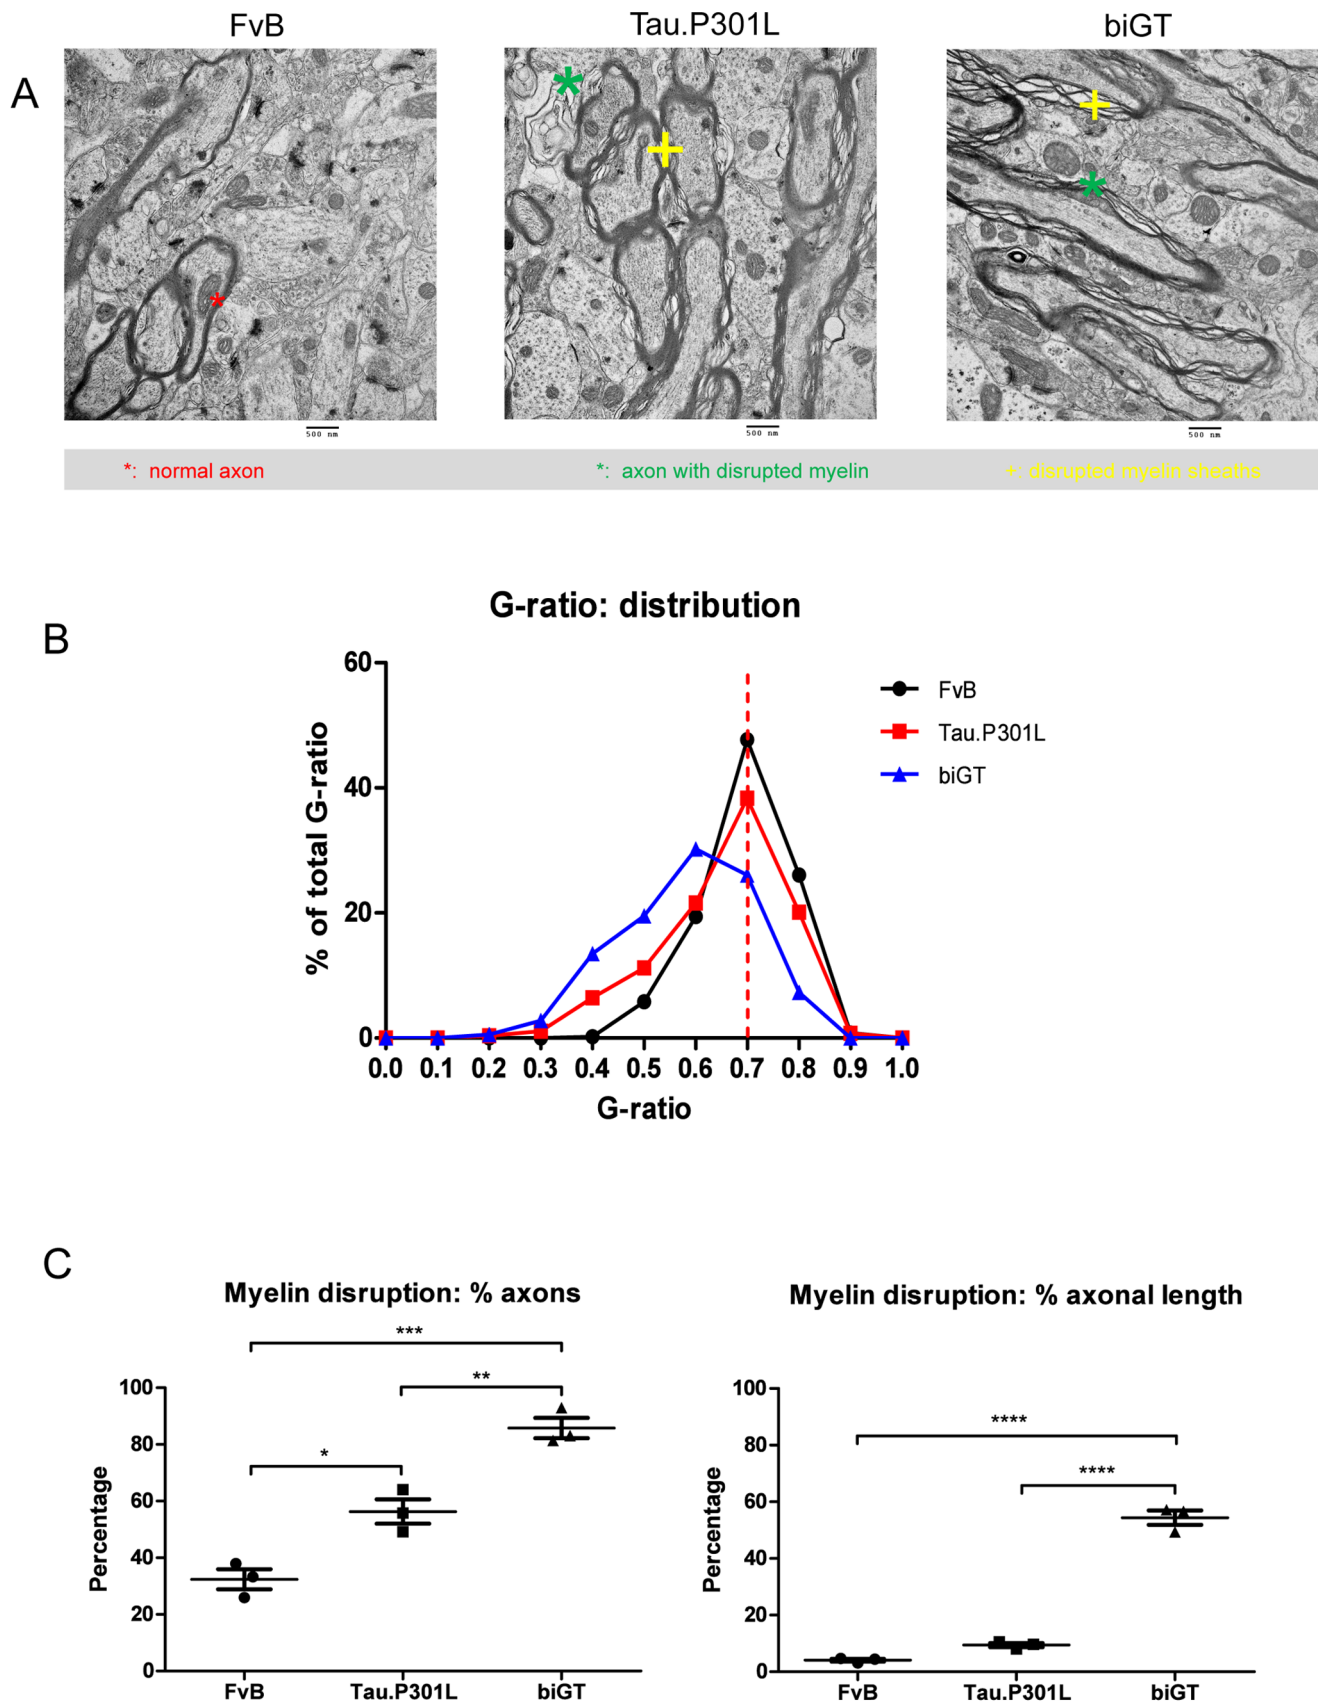 FvB Tau.P301L biGT
A
500 nm 500 nm 500 nm
*: normal axon *: axon with disrupted myelin +: disrupted myelin sheaths
B
G-ratio: distribution
% of total G-ratio
60
40
20
0
0.0 0.1 0.2 0.3 0.4 0.5 0.6 0.7 0.8 0.9 1.0
G-ratio
FvB
Tau.P301L
biGT
C
Myelin disruption: % axons
***
**
*
Percentage
100
80
60
40
20
0
FvB Tau.P301L biGT
Myelin disruption: % axonal length
****
****
Percentage
100
80
60
40
20
0
FvB Tau.P301L biGT